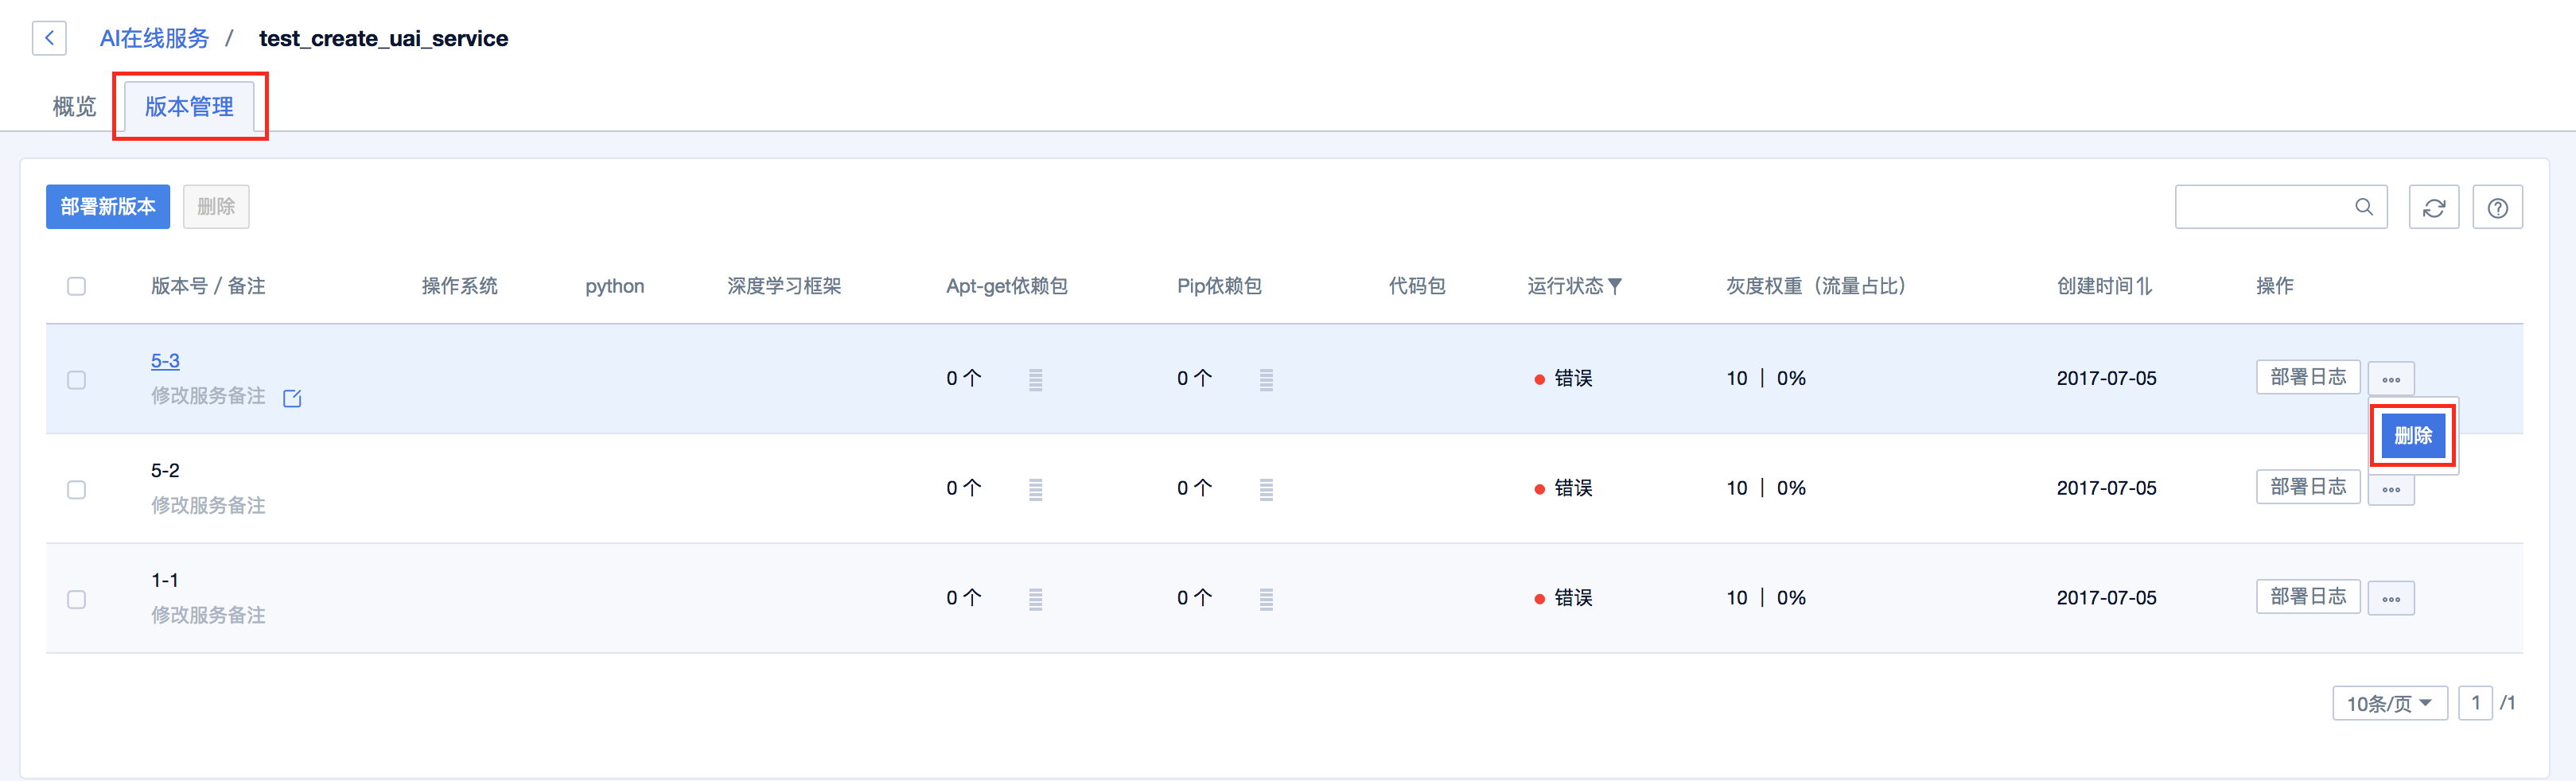 AI在线服务 / test_create_uai_service
概览 版本管理
部署新版本 删除
版本号 / 备注 操作系统 python 深度学习框架 Apt-get依赖包 Pip依赖包 代码包 运行状态 灰度权重（流量占比） 创建时间 操作
5-3
修改服务备注
0 个 0 个 错误 10 | 0% 2017-07-05 部署日志
删除
5-2
修改服务备注
0 个 0 个 错误 10 | 0% 2017-07-05 部署日志
1-1
修改服务备注
0 个 0 个 错误 10 | 0% 2017-07-05 部署日志
10条/页 1 /1